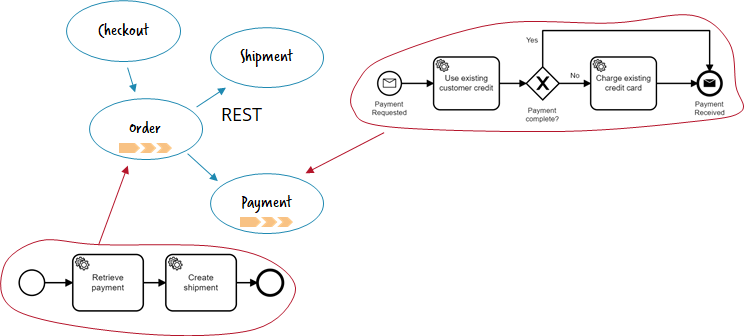 Checkout
Shipment
Order
REST
Payment
Yes
Use existing
customer credit
No
Charge existing
credit card
Payment
Requested
Payment
complete?
Payment
Received
Retrieve
payment
Create
shipment